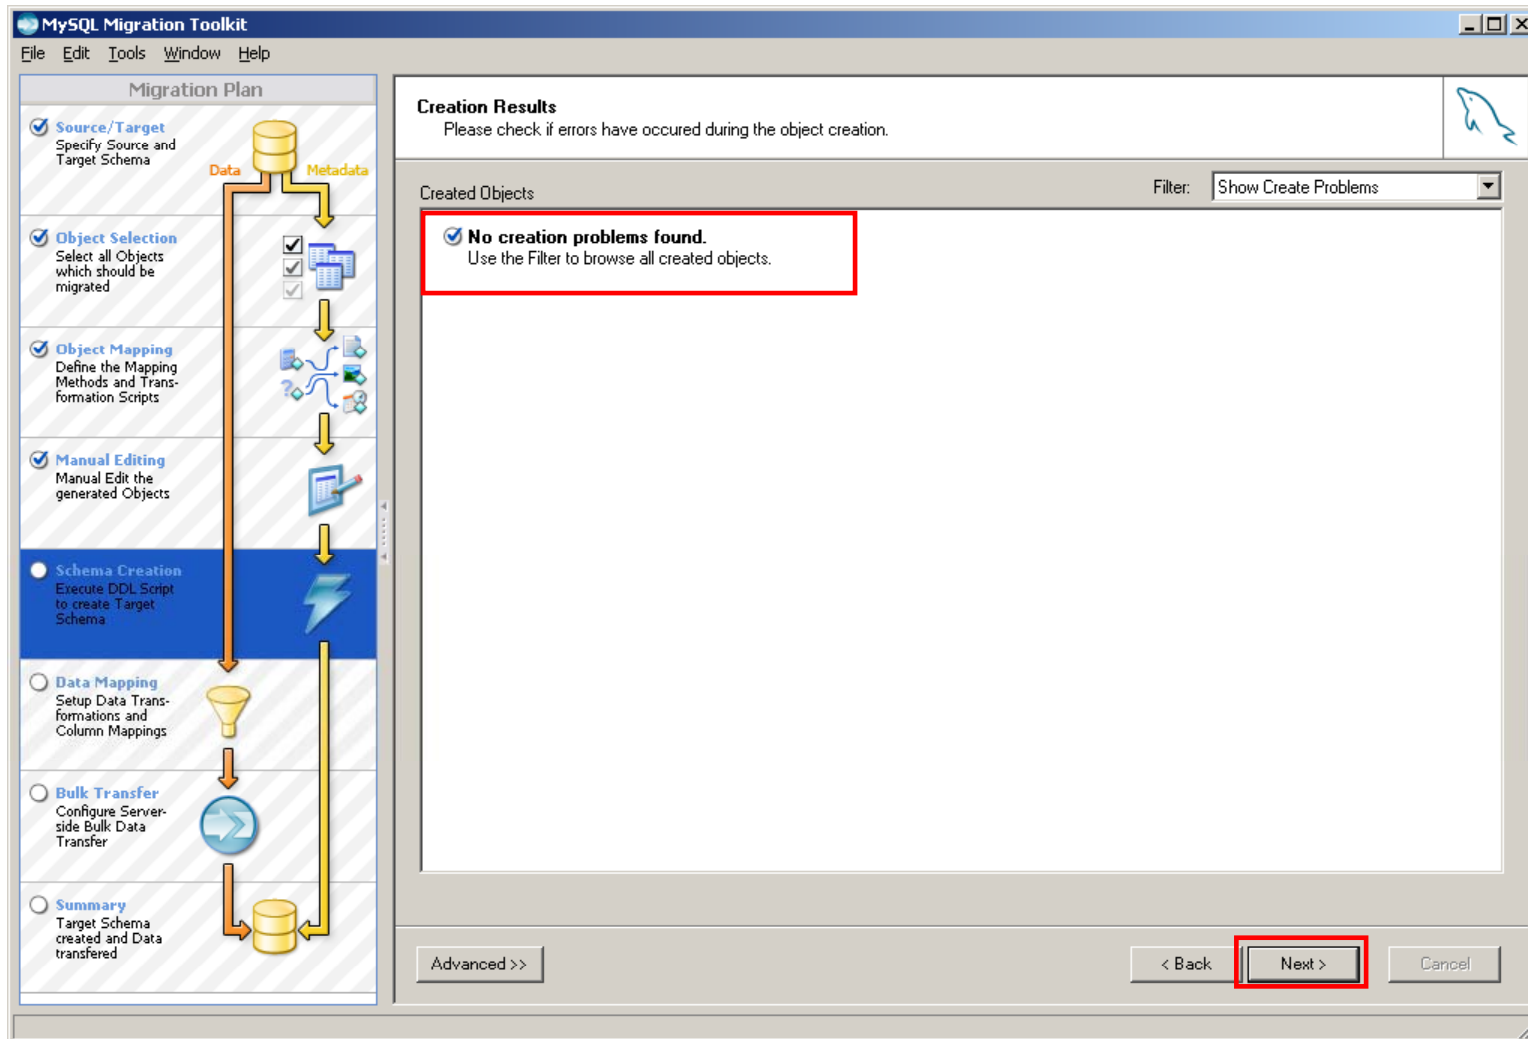 MySQL Migration Toolkit
File Edit Tools Window Help
Migration Plan
Source/Target
Specify Source and
Target Schema
Data
Metadata
Object Selection
Select all Objects
which should be
migrated
Object Mapping
Define the Mapping
Methods and Trans-
formation Scripts
Manual Editing
Manual Edit the
generated Objects
Schema Creation
Execute DDL Script
to create Target
Schema
Data Mapping
Setup Data Trans-
formations and
Column Mappings
Bulk Transfer
Configure Server-
side Bulk Data
Transfer
Summary
Target Schema
created and Data
transfered
Creation Results
Please check if errors have occured during the object creation.
Created Objects
Filter: Show Create Problems
No creation problems found.
Use the Filter to browse all created objects.
Advanced >>
< Back
Next >
Cancel